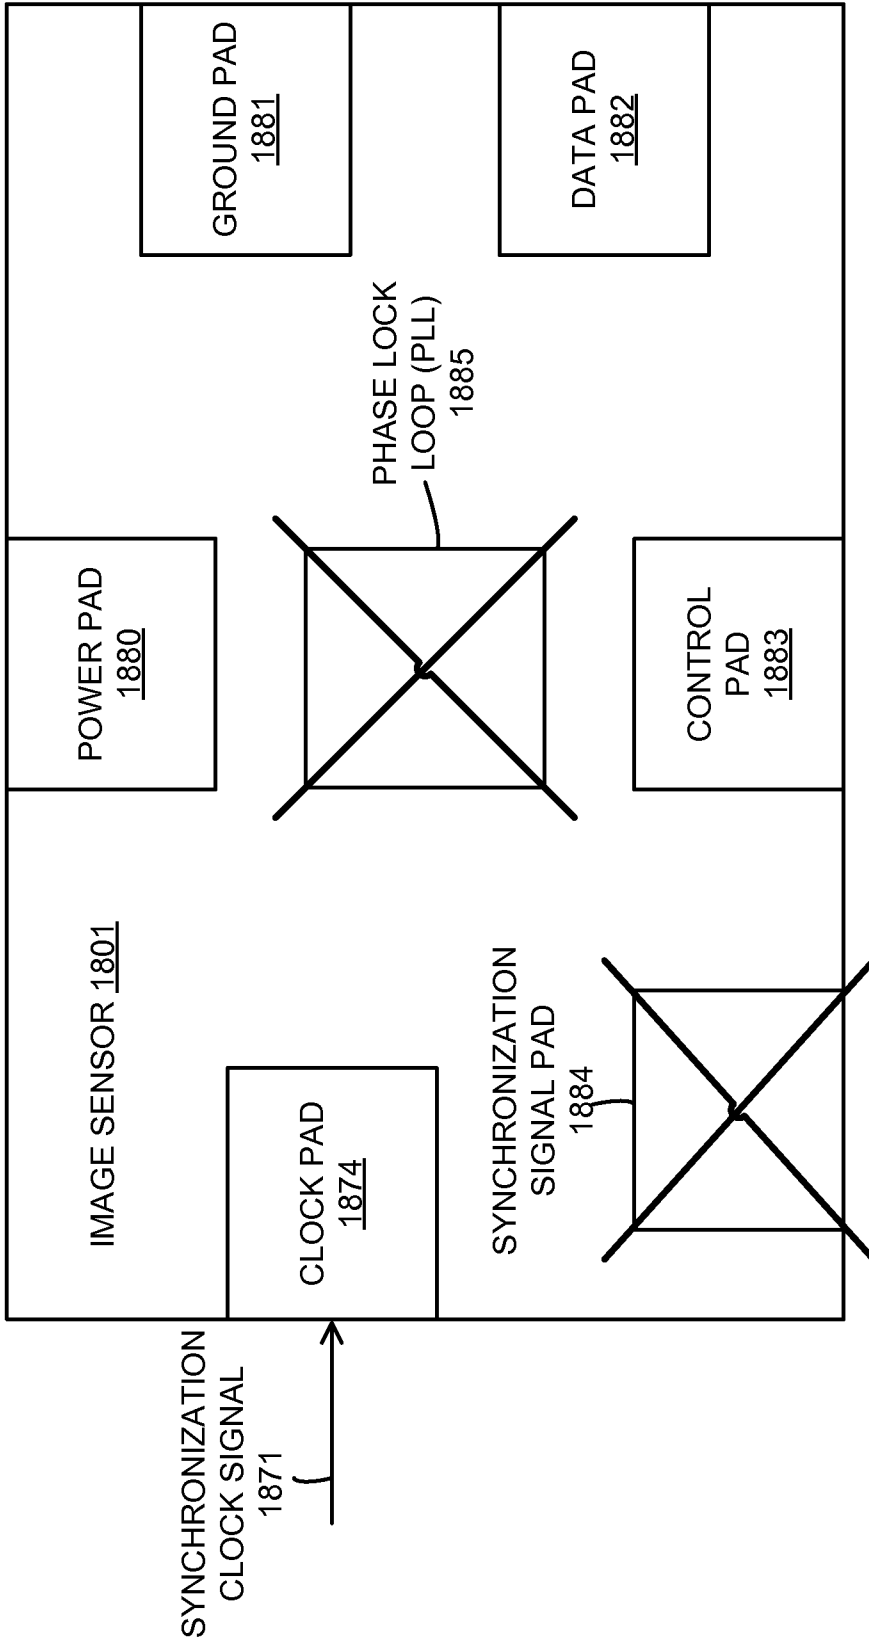 SYNCHRONIZATION
CLOCK SIGNAL
1871
IMAGE SENSOR 1801
CLOCK PAD
1874
SYNCHRONIZATION
SIGNAL PAD
1884
POWER PAD
1880
PHASE LOCK
LOOP (PLL)
1885
CONTROL
PAD
1883
GROUND PAD
1881
DATA PAD
1882